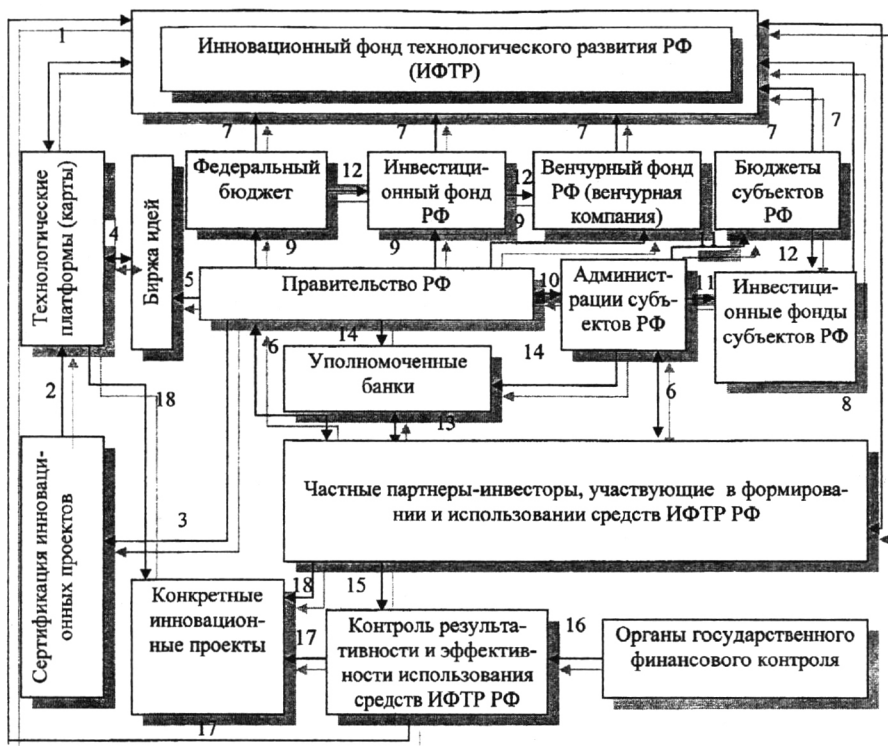 1
Инновационный фонд технологического развития РФ
(ИФТР)
7
7
7
7
7
Технологические
платформы (карты)
4
Биржа идей
Федеральный
бюджет
12
Инвестици-
онный фонд
РФ
12
Венчурный фонд
РФ (венчурная
компания)
Бюджеты
субъектов
РФ
9
9
9
12
5
Правительство РФ
10
Админист-
рации субъ-
ектов РФ
11
Инвестици-
онные фонды
субъектов РФ
6
14
14
Уполномоченные
банки
6
8
2
18
13
Сертификация инноваци-
онных проектов
3
Частные партнеры-инвесторы, участвующие в формирова-
нии и использовании средств ИФТР РФ
18
15
Конкретные
инновацион-
ные проекты
17
Контроль результа-
тивности и эффектив-
ности использования
средств ИФТР РФ
16
Органы государственного
финансового контроля
17